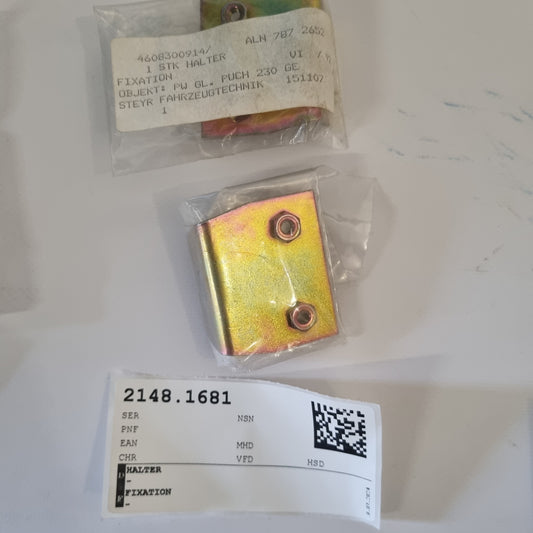 4608300914/ ALN 787 2652
1 STK HALTER VI /
FIXATION
OBJEKT: PW GL. PUCH 230 GE
STEYR FAHRZEUGTECHNIK 151107
1
2148.1681
SER NSN
PNF
EAN MHD
CHR VFD HSD
D HALTER
-
F FIXATION
-